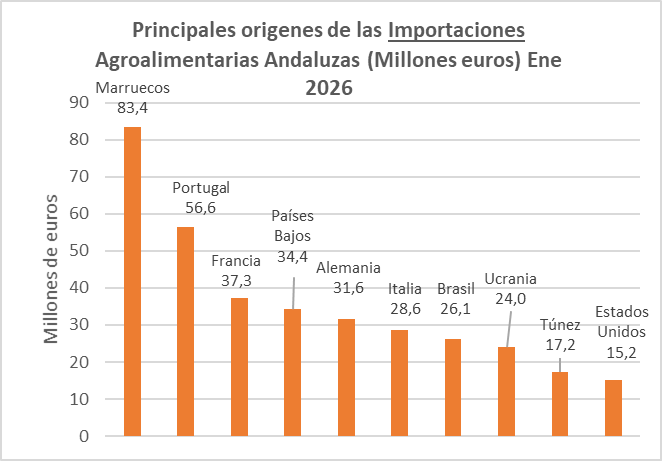 Principales origenes de las Importaciones
Agroalimentarias Andaluzas (Millones euros) Ene
2026
Millones de euros
90
80
70
60
50
40
30
20
10
0
Marruecos
83,4
Portugal
56,6
Francia
37,3
Países
Bajos
34,4
Alemania
31,6
Italia
28,6
Brasil
26,1
Ucrania
24,0
Túnez
17,2
Estados
Unidos
15,2